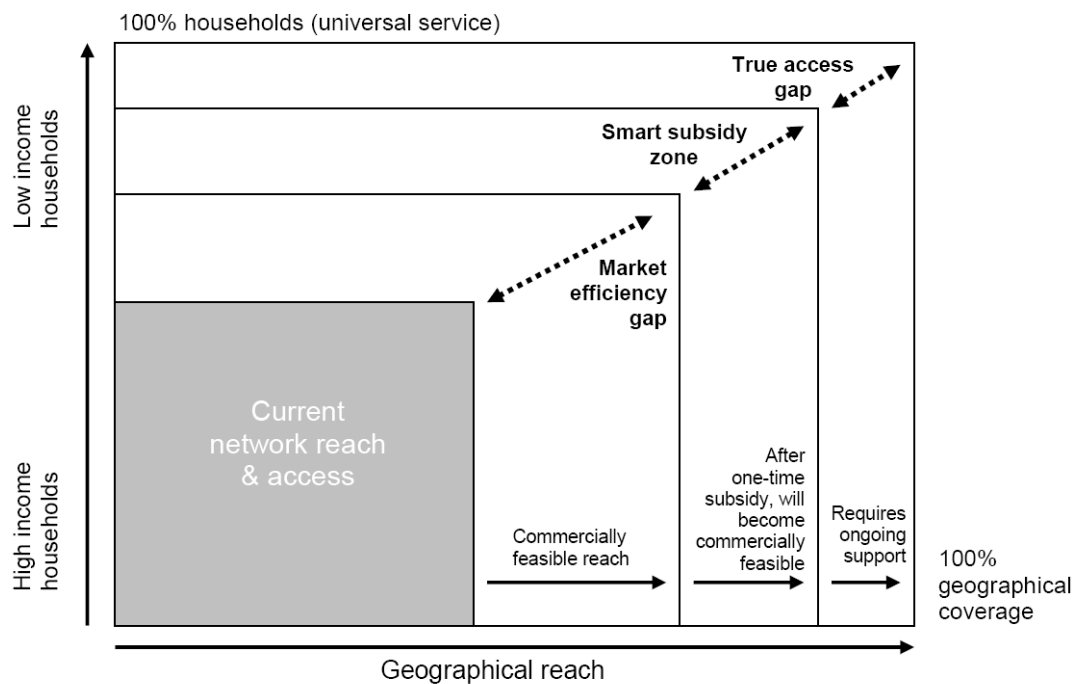 100% households (universal service)
True access
gap
Smart subsidy
zone
Low income
households
Market
efficiency
gap
Current
network reach
& access
High income
households
Commercially
feasible reach
After
one-time
subsidy, will
become
commercially
feasible
Requires
ongoing
support
100%
geographical
coverage
Geographical reach